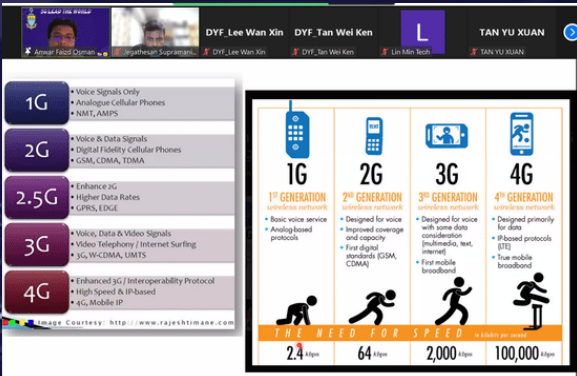 TO LEAD THE WORLD
Anwar Faizd Osman
DYF_Lee Wan Xin
DYF_Tan Wei Ken
L
TAN YU XUAN
Jegathesan Supramani...
DYF_Lee Wan Xin
DYF_Tan Wei Ken
Lin Min Teoh
TAN YU XUAN
1G
• Voice Signals Only
• Analogue Cellular Phones
• NMT, AMPS
2G
• Voice & Data Signals
• Digital Fidelity Cellular Phones
• GSM, CDMA, TDMA
2.5G
• Enhance 2G
• Higher Data Rates
• GPRS, EDGE
3G
• Voice, Data & Video Signals
• Video Telephony / Internet Surfing
• 3G, W-CDMA, UMTS
4G
• Enhanced 3G / Interoperability Protocol
• High Speed & IP-based
• 4G, Mobile IP
Image Courtesy: http://www.rajeshtimane.com
1G
1ST GENERATION
wireless network
• Basic voice service
• Analog-based
protocols
2G
2ND GENERATION
wireless network
• Designed for voice
• Improved coverage
and capacity
• First digital
standards (GSM,
CDMA)
3G
3RD GENERATION
wireless network
• Designed for voice
with some data
consideration
(multimedia, text,
internet)
• First mobile
broadband
4G
4TH GENERATION
wireless network
• Designed primarily
for data
• IP-based protocols
(LTE)
• True mobile
broadband
THE NEED FOR SPEED in kilobits per second
2.4 kbps
64 kbps
2,000 kbps
100,000 kbps